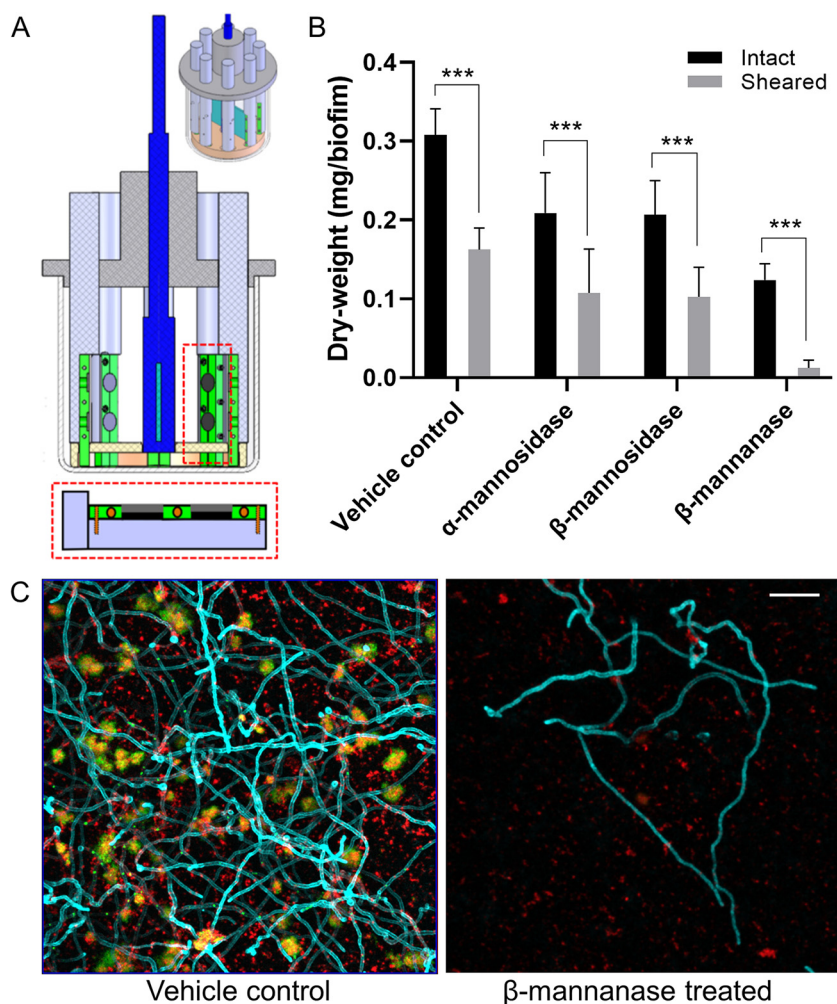 A
B
Dry-weight (mg/biofim)
0.4
0.3
0.2
0.1
0.0
Intact
Sheared
***
***
***
***
Vehicle control
α-mannosidase
β-mannosidase
β-mannanase
C
Vehicle control
β-mannanase treated